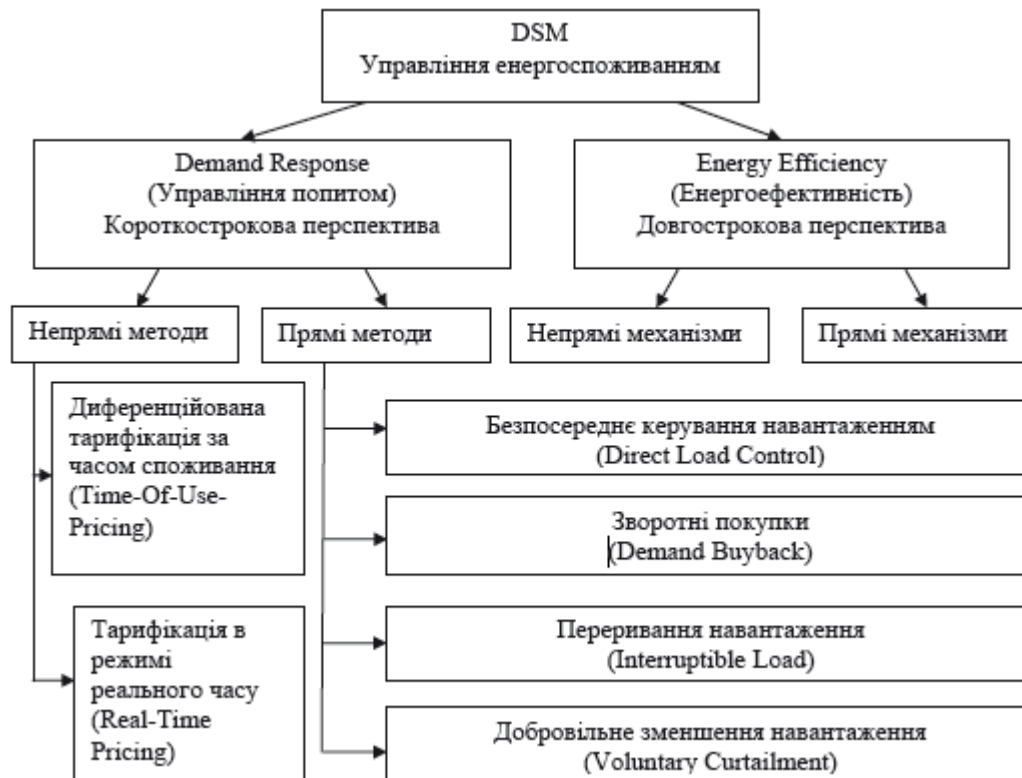 DSM
Управління енергоспоживанням
Demand Response
(Управління попитом)
Короткострокова перспектива
Energy Efficiency
(Енергоефективність)
Довгострокова перспектива
Непрямі методи
Прямі методи
Непрямі механізми
Прямі механізми
Диференційована
тарифікація за
часом споживання
(Time-Of-Use-
Pricing)
Тарифікація в
режимі
реального часу
(Real-Time
Pricing)
Безпосереднє керування навантаженням
(Direct Load Control)
Зворотні покупки
(Demand Buyback)
Переривання навантаження
(Interruptible Load)
Добровільне зменшення навантаження
(Voluntary Curtailment)